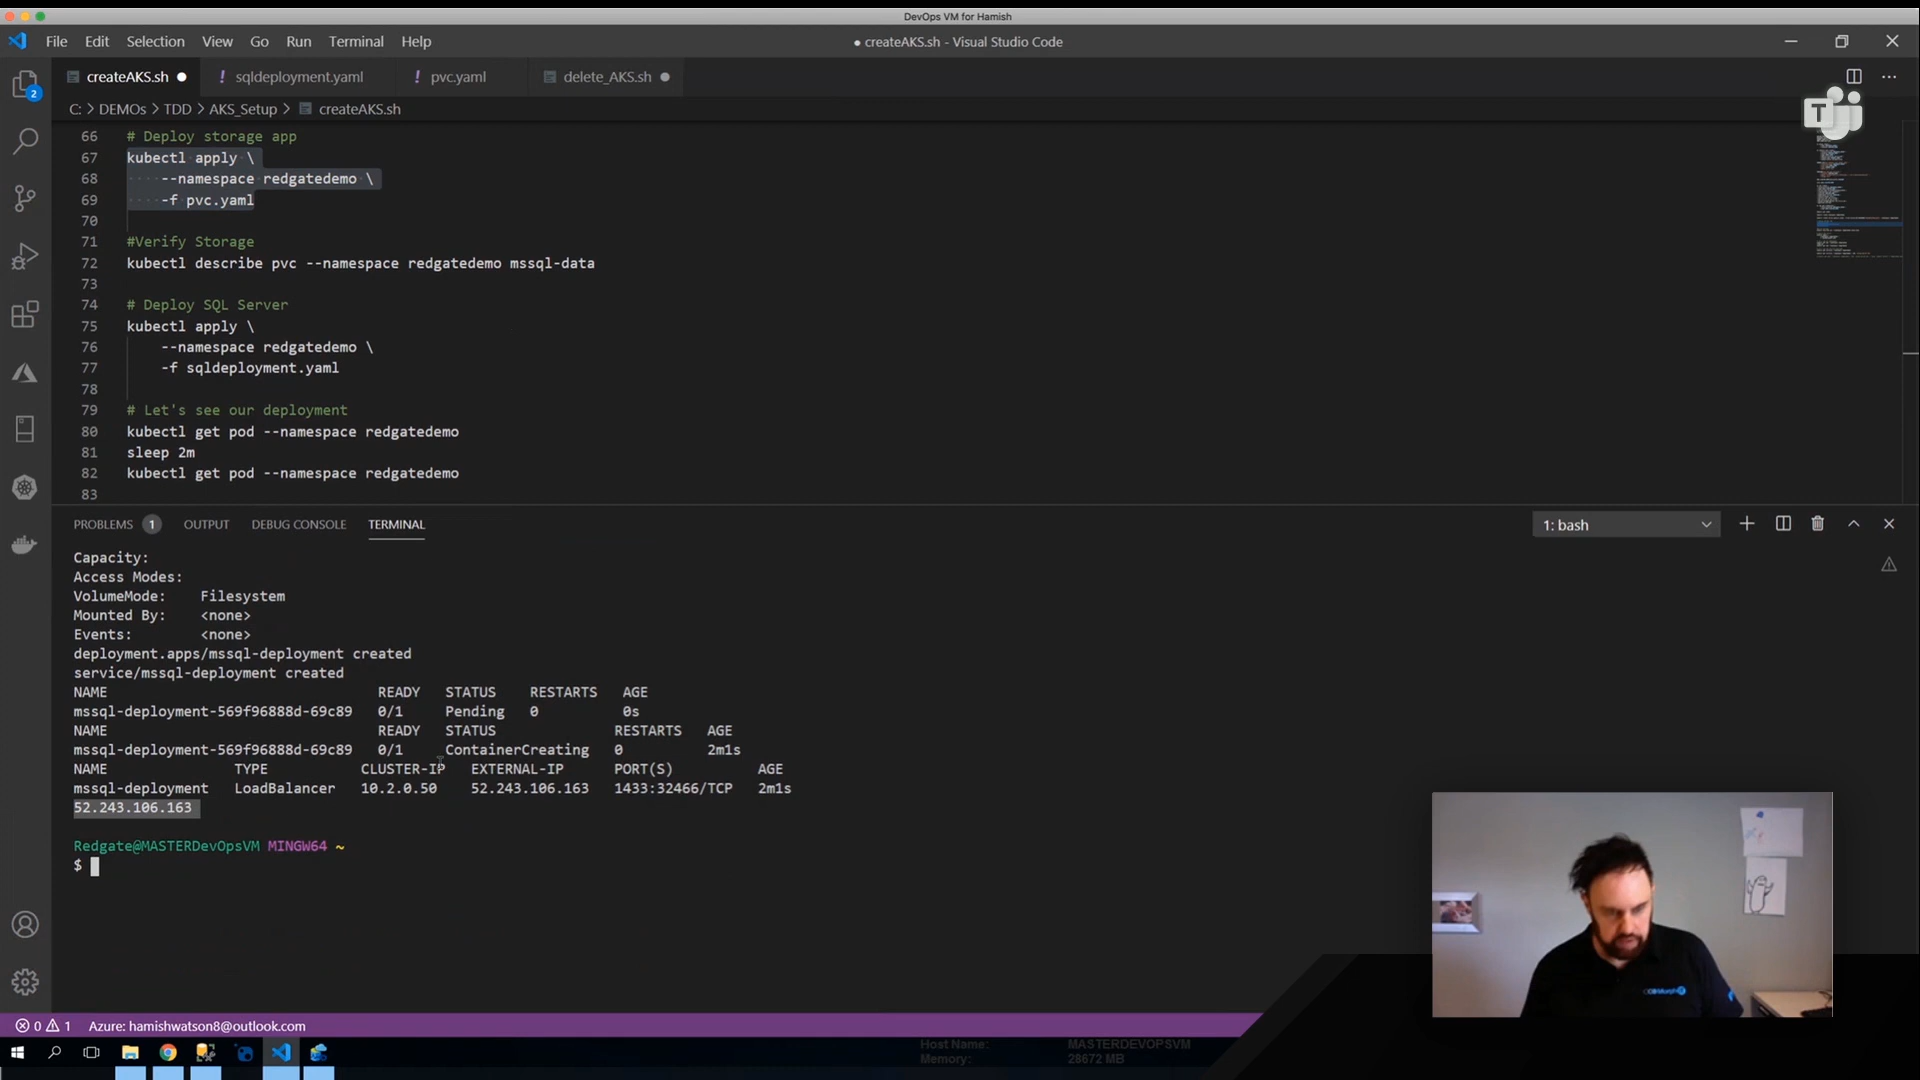 DevOps VM for Hamish
File Edit Selection View Go Run Terminal Help
● createAKS.sh - Visual Studio Code
createAKS.sh ● ! sqldeployment.yaml ! pvc.yaml delete_AKS.sh ●
C: > DEMOs > TDD > AKS_Setup > createAKS.sh
2
T
66 # Deploy storage app
67 kubectl apply \
68 --namespace redgatedemo \
69 -f pvc.yaml
70
71 #Verify Storage
72 kubectl describe pvc --namespace redgatedemo mssql-data
73
74 # Deploy SQL Server
75 kubectl apply \
76 --namespace redgatedemo \
77 -f sqldeployment.yaml
78
79 # Let's see our deployment
80 kubectl get pod --namespace redgatedemo
81 sleep 2m
82 kubectl get pod --namespace redgatedemo
83
PROBLEMS 1 OUTPUT DEBUG CONSOLE TERMINAL 1: bash
Capacity:
Access Modes:
VolumeMode: Filesystem
Mounted By: <none>
Events: <none>
deployment.apps/mssql-deployment created
service/mssql-deployment created
NAME READY STATUS RESTARTS AGE
mssql-deployment-569f96888d-69c89 0/1 Pending 0 0s
NAME READY STATUS RESTARTS AGE
mssql-deployment-569f96888d-69c89 0/1 ContainerCreating 0 2m1s
NAME TYPE CLUSTER-IP EXTERNAL-IP PORT(S) AGE
mssql-deployment LoadBalancer 10.2.0.50 52.243.106.163 1433:32466/TCP 2m1s
52.243.106.163
Redgate@MASTERDevOpsVM MINGW64 ~
$
0 1 Azure: hamishwatson8@outlook.com
Host Name: MASTERDEVOPSVM
Memory: 28672 MB